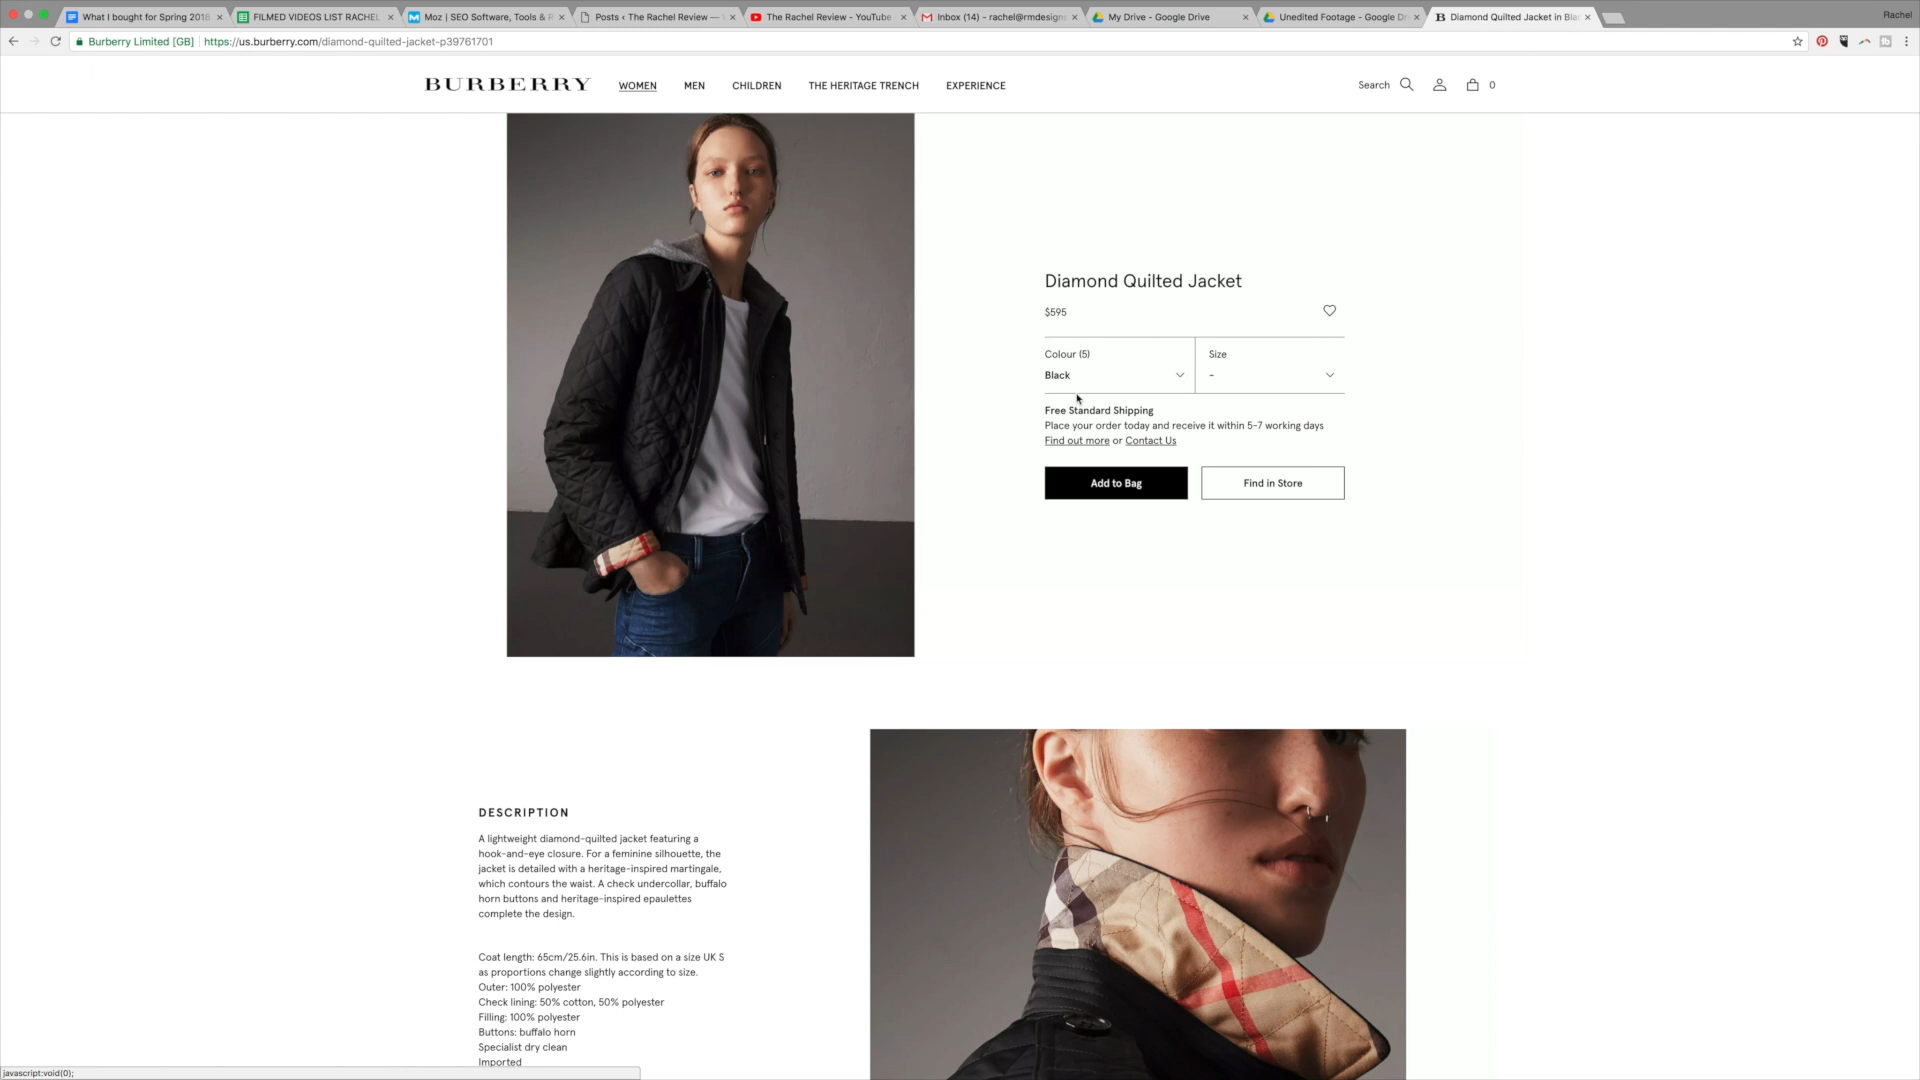 What I bought for Spring 2018
FILMED VIDEOS LIST RACHEL
Moz | SEO Software, Tools & R
Posts ‹ The Rachel Review —
The Rachel Review - YouTube
Inbox (14) - rachel@rmdesign
My Drive - Google Drive
Unedited Footage - Google Dr
Diamond Quilted Jacket in Bla
Rachel
Burberry Limited [GB]
https://us.burberry.com/diamond-quilted-jacket-p39761701
BURBERRY
WOMEN
MEN
CHILDREN
THE HERITAGE TRENCH
EXPERIENCE
Search
0
Diamond Quilted Jacket
$595
Colour (5)
Size
Black
-
Free Standard Shipping
Place your order today and receive it within 5-7 working days
Find out more or Contact Us
Add to Bag
Find in Store
DESCRIPTION
A lightweight diamond-quilted jacket featuring a
hook-and-eye closure. For a feminine silhouette, the
jacket is detailed with a heritage-inspired martingale,
which contours the waist. A check undercollar, buffalo
horn buttons and heritage-inspired epaulettes
complete the design.
Coat length: 65cm/25.6in. This is based on a size UK S
as proportions change slightly according to size.
Outer: 100% polyester
Check lining: 50% cotton, 50% polyester
Filling: 100% polyester
Buttons: buffalo horn
Specialist dry clean
Imported
javascript:void(0);